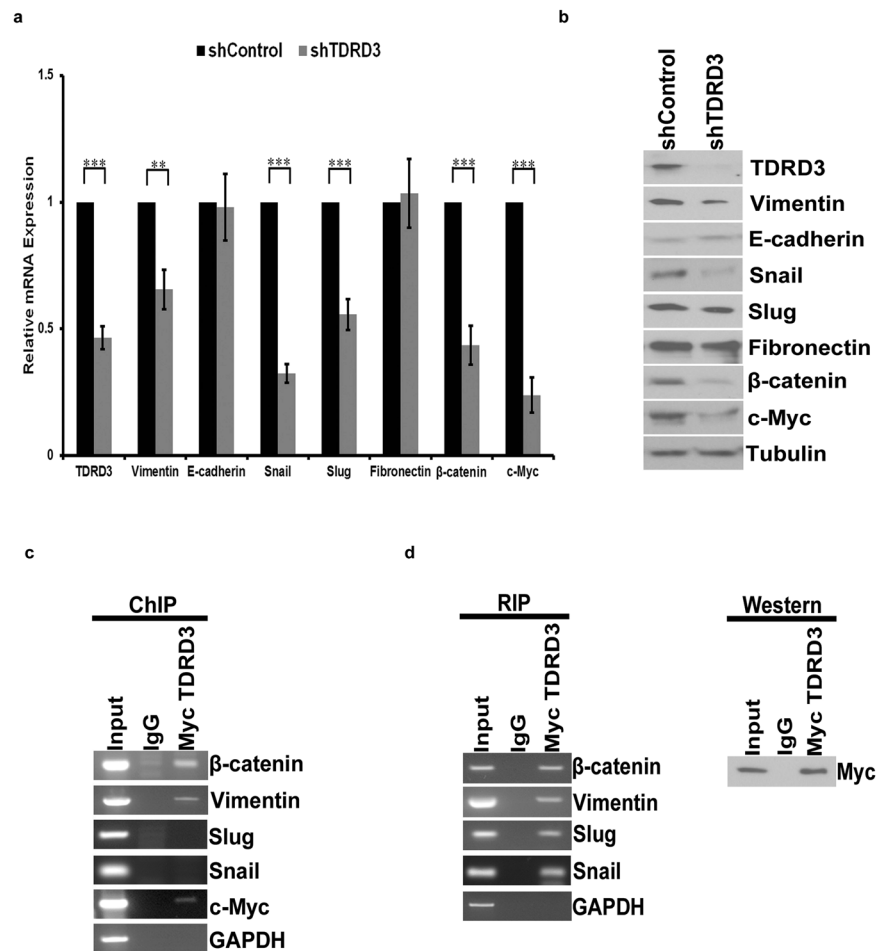 a
shControl shTDRD3
Relative mRNA Expression
1.5
1
0.5
0
*** ** *** *** *** ***
TDRD3 Vimentin E-cadherin Snail Slug Fibronectin β-catenin c-Myc
b
shControl
shTDRD3
TDRD3
Vimentin
E-cadherin
Snail
Slug
Fibronectin
β-catenin
c-Myc
Tubulin
c
ChIP
Input
IgG
Myc TDRD3
β-catenin
Vimentin
Slug
Snail
c-Myc
GAPDH
d
RIP
Input
IgG
Myc TDRD3
β-catenin
Vimentin
Slug
Snail
GAPDH
Western
Input
IgG
Myc TDRD3
Myc